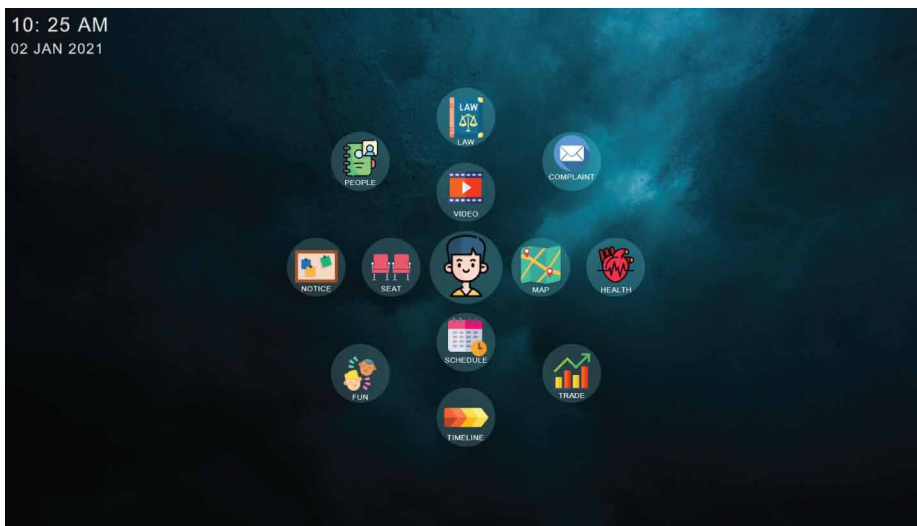 10: 25 AM
02 JAN 2021
LAW
LAW
PEOPLE
COMPLAINT
VIDEO
NOTICE
SEAT
MAP
HEALTH
SCHEDULE
FUN
TRADE
TIMELINE